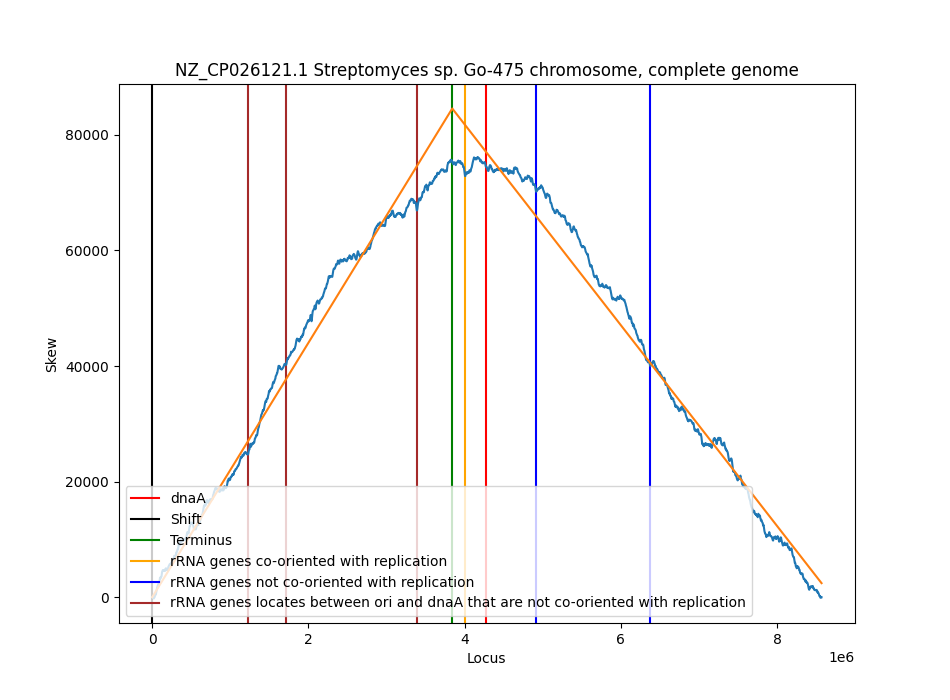 NZ_CP026121.1 Streptomyces sp. Go-475 chromosome, complete genome
Skew
80000
60000
40000
20000
0
dnaA
Shift
Terminus
rRNA genes co-oriented with replication
rRNA genes not co-oriented with replication
rRNA genes locates between ori and dnaA that are not co-oriented with replication
0 2 4 6 8
Locus
1e6